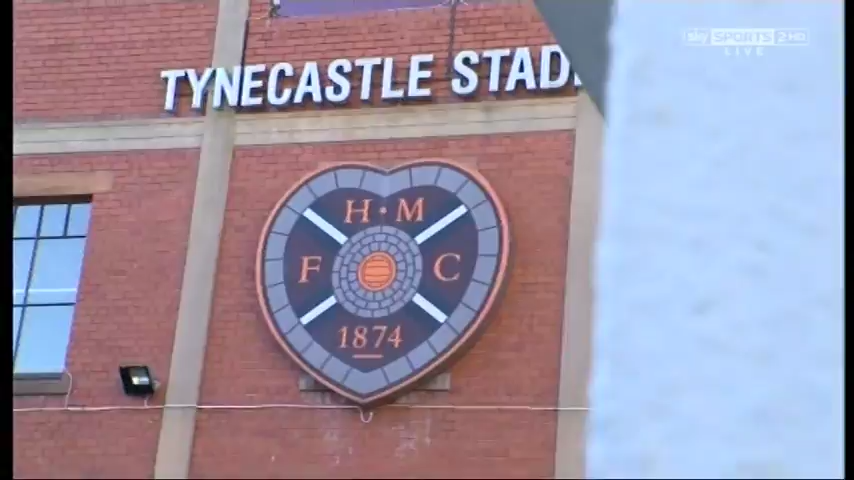 sky SPORTS 2 HD
LIVE
TYNECASTLE STAD
H·M
F C
1874